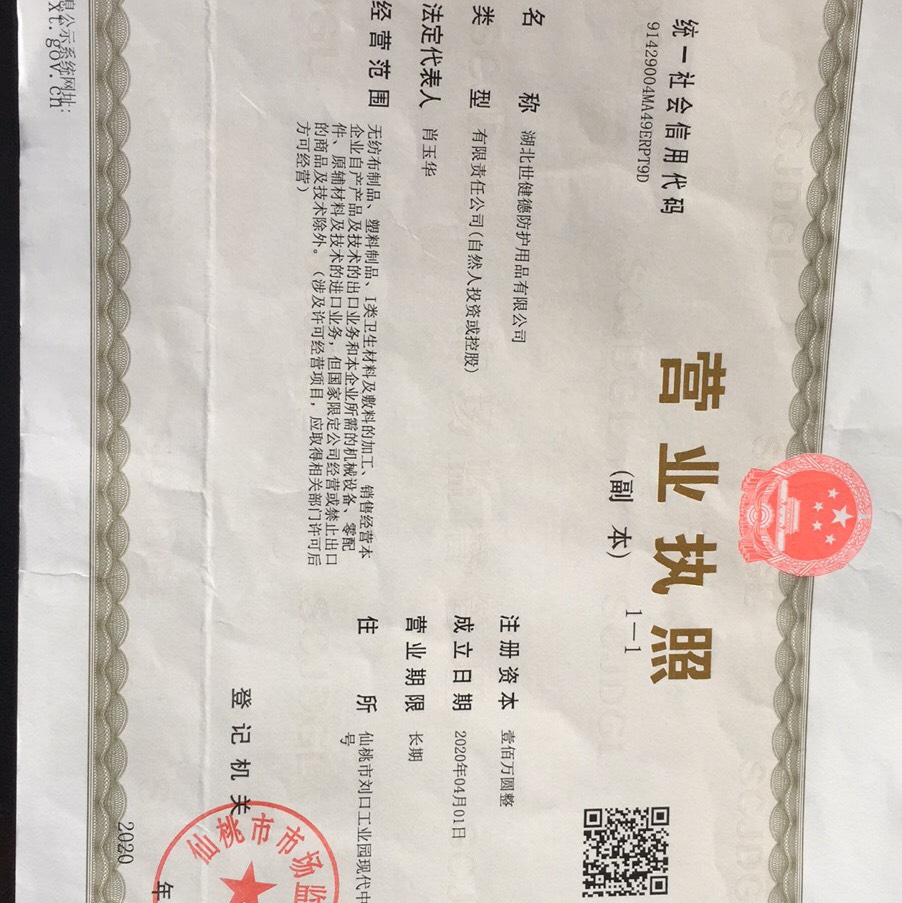 营业执照
(副本)
1-1
统一社会信用代码
91429004MA49ERPT9D
名称 湖北世健德防护用品有限公司
类型 有限责任公司(自然人投资或控股)
法定代表人 肖玉华
经营范围 无纺布制品、塑料制品、I类卫生材料及敷料的加工、销售经营本
企业自产产品及技术的出口业务和本企业所需的机械设备、零配
件、原辅材料及技术的进口业务,但国家限定公司经营或禁止出口
的商品及技术除外。(涉及许可经营项目,应取得相关部门许可后
方可经营)
注册资本 壹佰万圆整
成立日期 2020年04月01日
营业期限 长期
住所 仙桃市刘口工业园现代中
号
登记机关
仙桃市市场监
2020
年
息公示系统网址:
xt.gov.cn